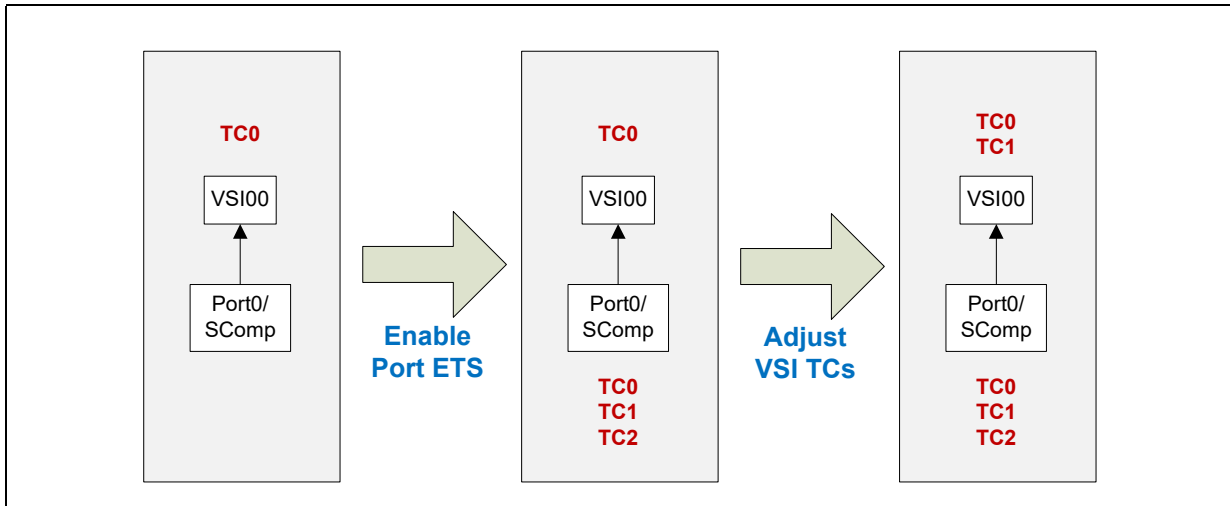 TC0
VSI00
Port0/
SComp
Enable
Port ETS
TC0
VSI00
Port0/
SComp
TC0
TC1
TC2
Adjust
VSI TCs
TC0
TC1
VSI00
Port0/
SComp
TC0
TC1
TC2